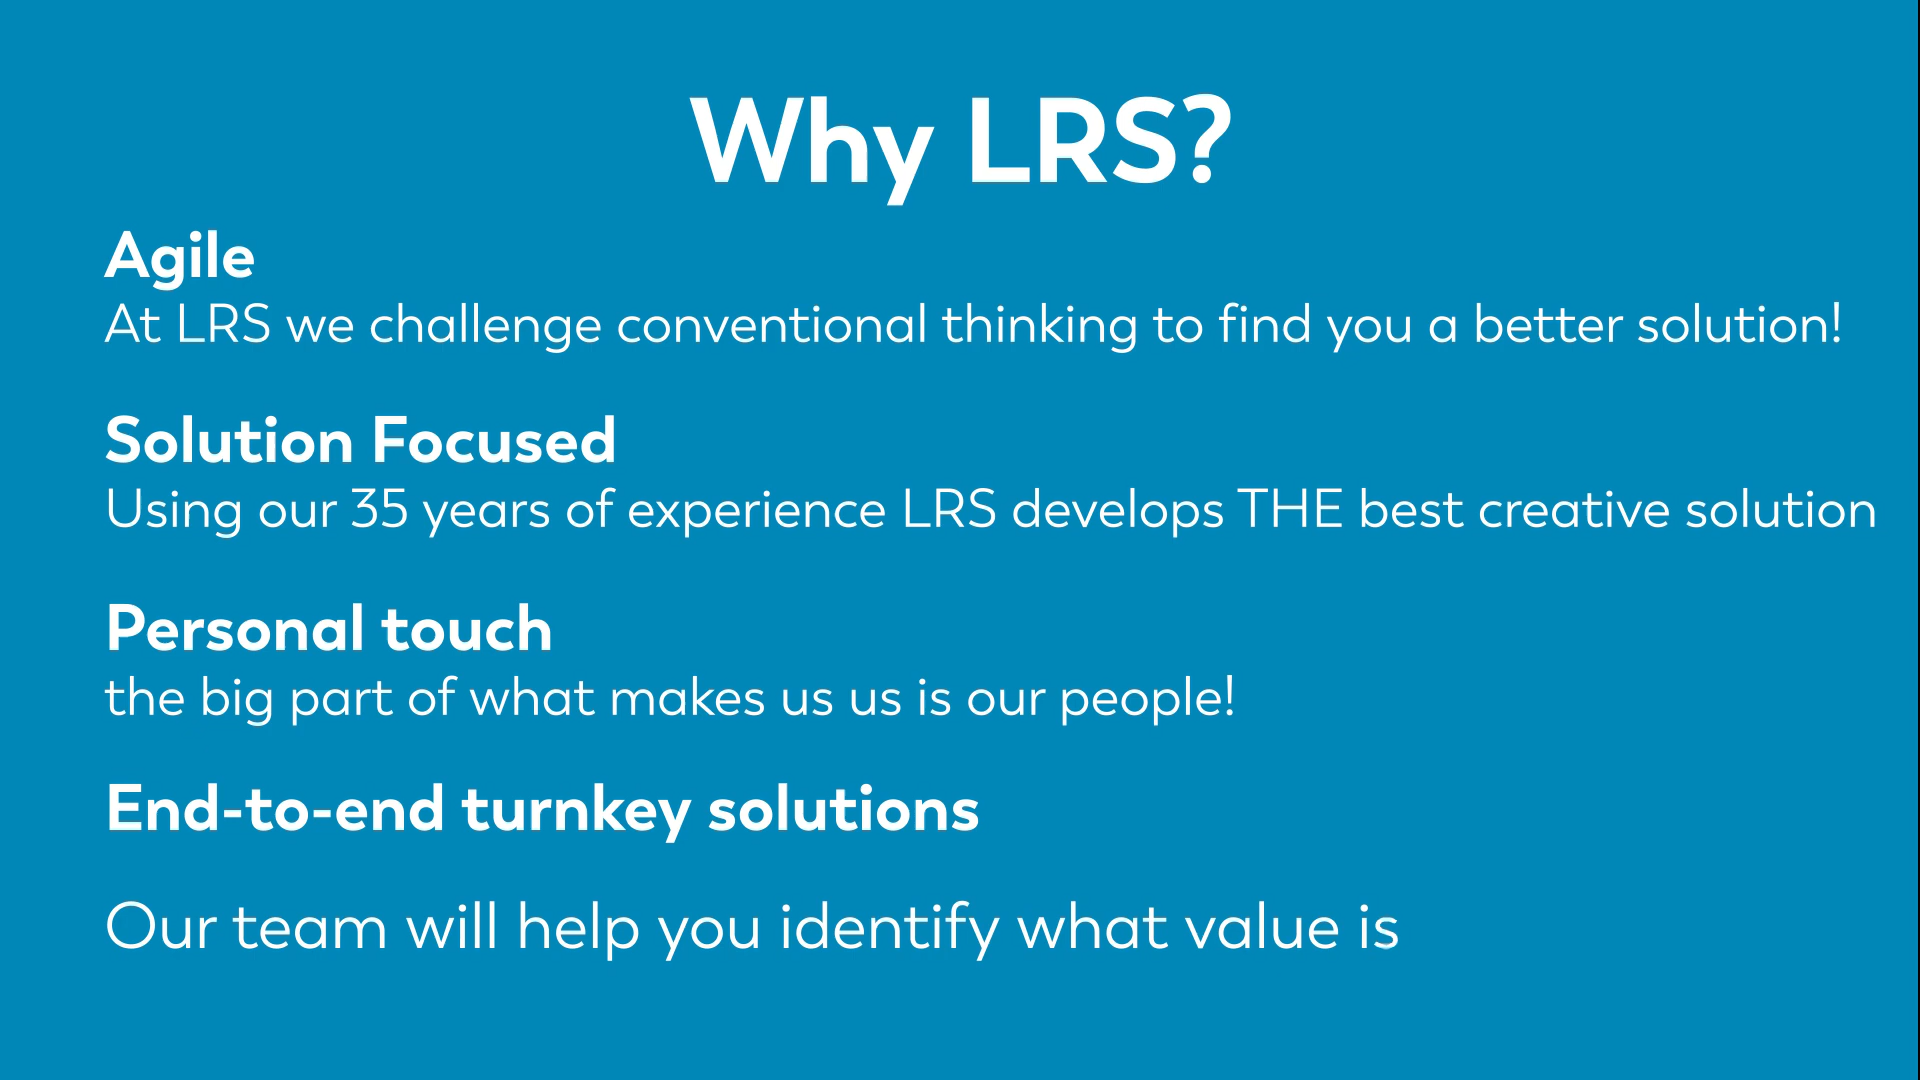 Why LRS?
Agile
At LRS we challenge conventional thinking to find you a better solution!
Solution Focused
Using our 35 years of experience LRS develops THE best creative solution
Personal touch
the big part of what makes us us is our people!
End-to-end turnkey solutions
Our team will help you identify what value is